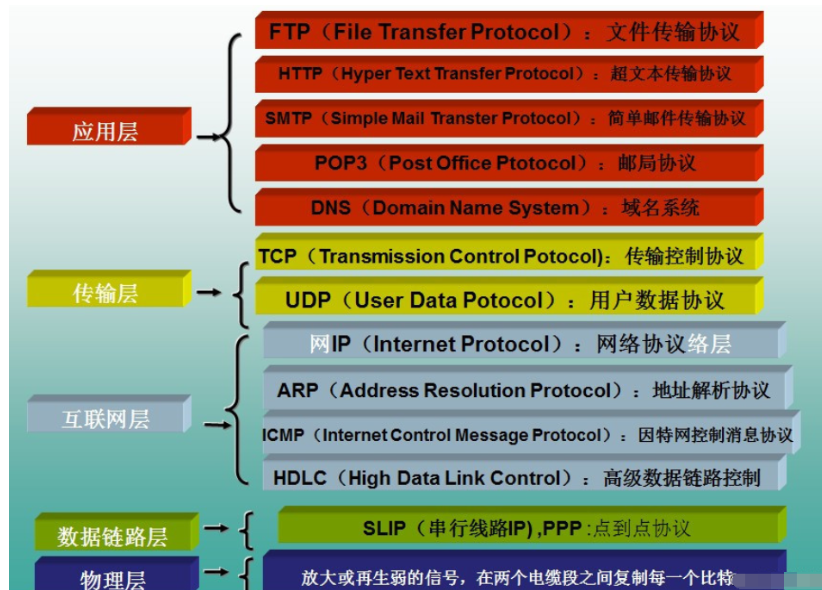 FTP（File Transfer Protocol）：文件传输协议
HTTP（Hyper Text Transfer Protocol）：超文本传输协议
应用层
SMTP（Simple Mail Transter Protocol）：简单邮件传输协议
POP3（Post Office Ptotocol）：邮局协议
DNS（Domain Name System）：域名系统
TCP（Transmission Control Potocol)：传输控制协议
传输层
UDP（User Data Potocol）：用户数据协议
网IP（Internet Protocol）：网络协议络层
ARP（Address Resolution Protocol）：地址解析协议
互联网层
ICMP（Internet Control Message Protocol）：因特网控制消息协议
HDLC（High Data Link Control）：高级数据链路控制
数据链路层
SLIP（串行线路IP) ,PPP :点到点协议
物理层
放大或再生弱的信号，在两个电缆段之间复制每一个比特